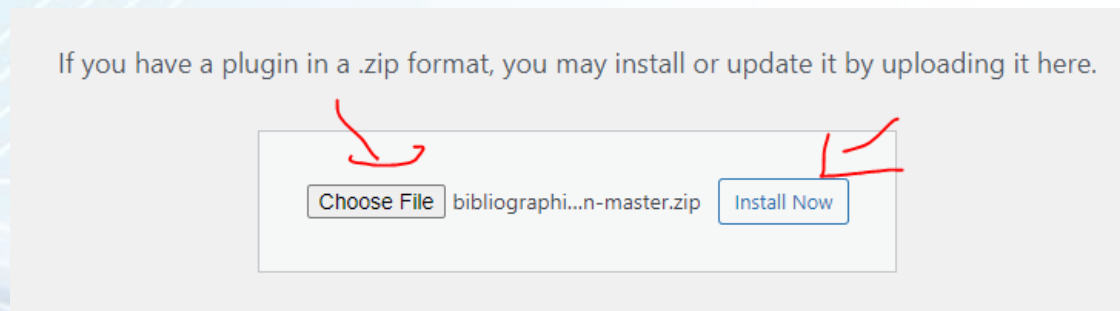 If you have a plugin in a .zip format, you may install or update it by uploading it here.
Choose File bibliographi...n-master.zip Install Now